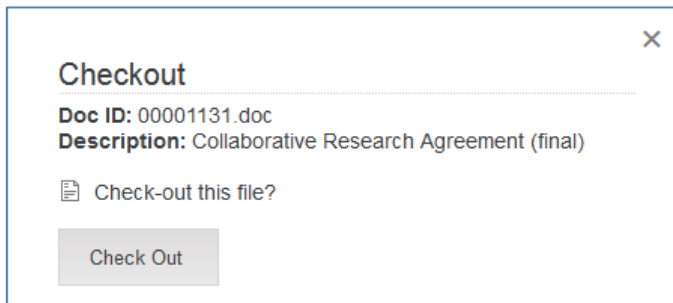 Checkout
Doc ID: 00001131.doc
Description: Collaborative Research Agreement (final)
Check-out this file?
Check Out